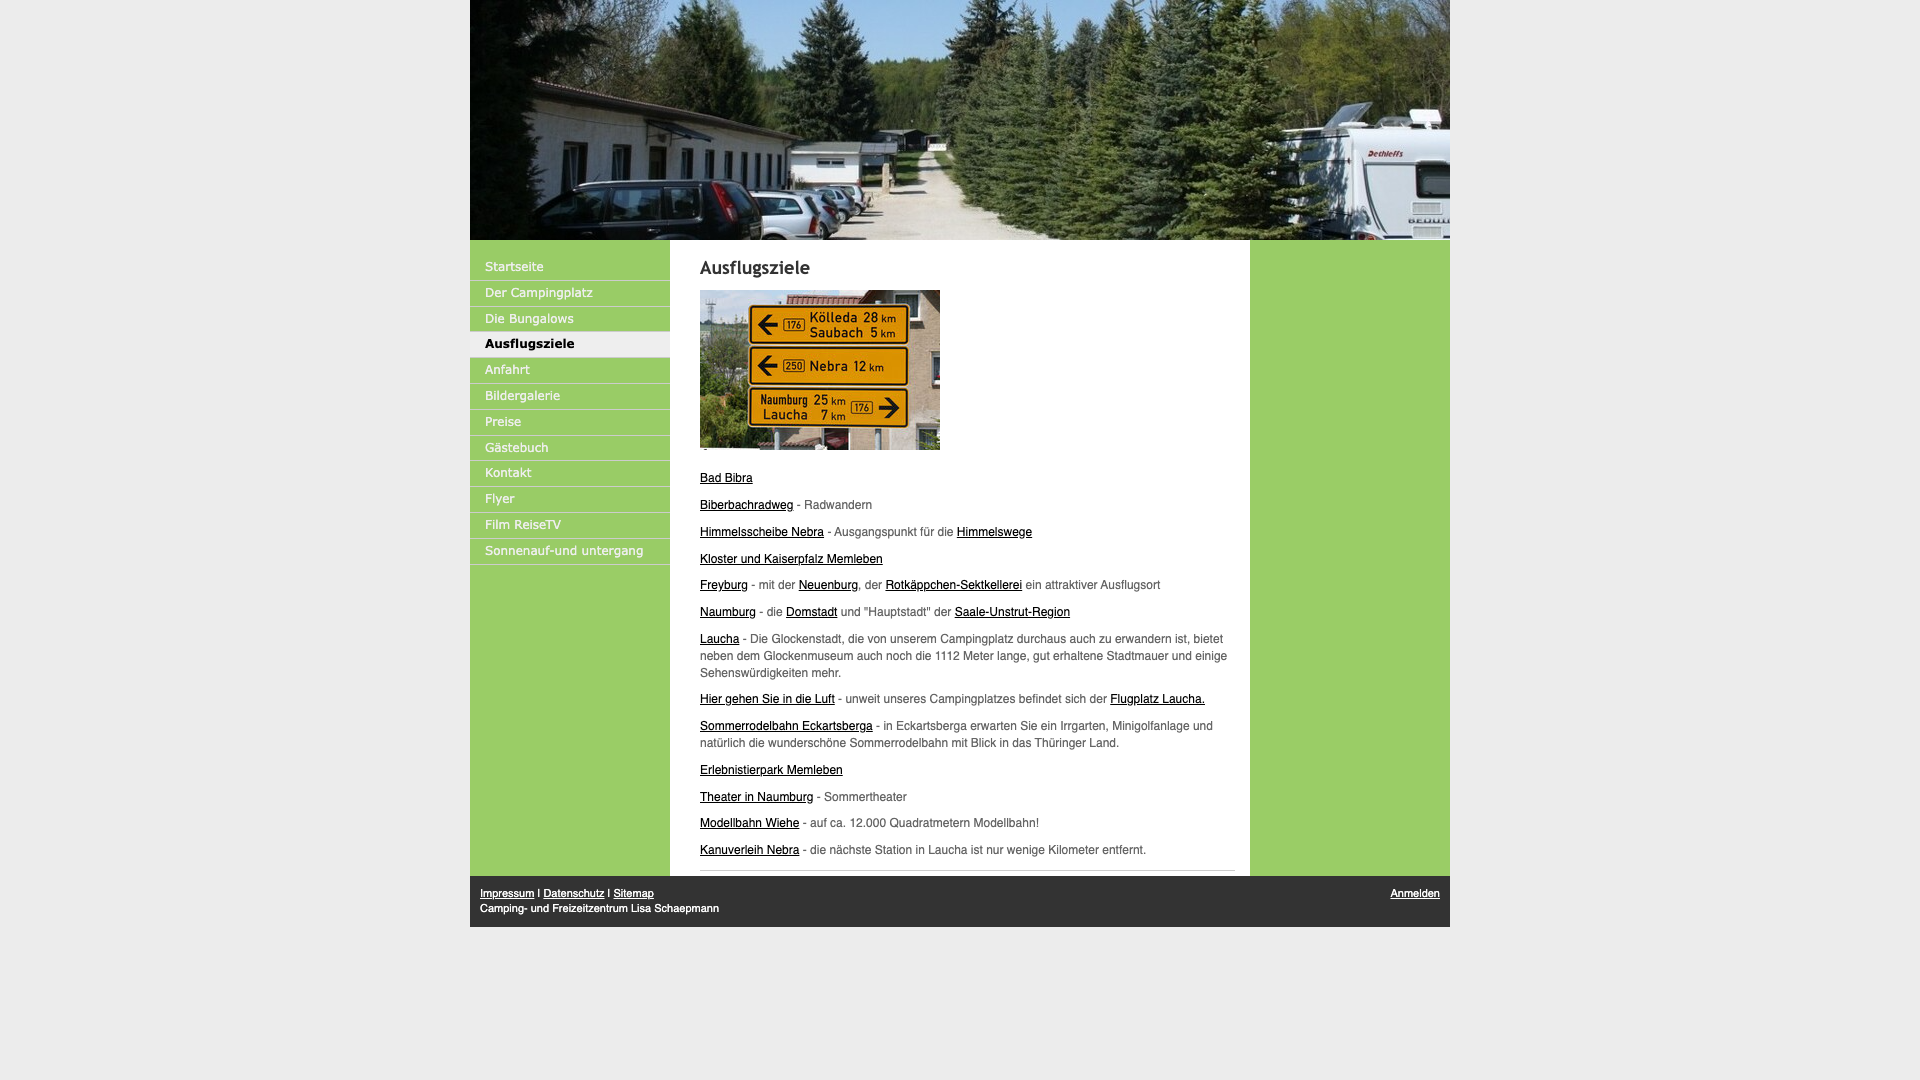 Dethleffs
Startseite
Der Campingplatz
Die Bungalows
Ausflugsziele
Anfahrt
Bildergalerie
Preise
Gästebuch
Kontakt
Flyer
Film ReiseTV
Sonnenauf-und untergang
Ausflugsziele
176 Kölleda 28 km
Saubach 5 km
250 Nebra 12 km
Naumburg 25 km
Laucha 7 km 176
Bad Bibra
Biberbachradweg - Radwandern
Himmelsscheibe Nebra - Ausgangspunkt für die Himmelswege
Kloster und Kaiserpfalz Memleben
Freyburg - mit der Neuenburg, der Rotkäppchen-Sektkellerei ein attraktiver Ausflugsort
Naumburg - die Domstadt und "Hauptstadt" der Saale-Unstrut-Region
Laucha - Die Glockenstadt, die von unserem Campingplatz durchaus auch zu erwandern ist, bietet
neben dem Glockenmuseum auch noch die 1112 Meter lange, gut erhaltene Stadtmauer und einige
Sehenswürdigkeiten mehr.
Hier gehen Sie in die Luft - unweit unseres Campingplatzes befindet sich der Flugplatz Laucha.
Sommerrodelbahn Eckartsberga - in Eckartsberga erwarten Sie ein Irrgarten, Minigolfanlage und
natürlich die wunderschöne Sommerrodelbahn mit Blick in das Thüringer Land.
Erlebnistierpark Memleben
Theater in Naumburg - Sommertheater
Modellbahn Wiehe - auf ca. 12.000 Quadratmetern Modellbahn!
Kanuverleih Nebra - die nächste Station in Laucha ist nur wenige Kilometer entfernt.
Impressum | Datenschutz | Sitemap
Camping- und Freizeitzentrum Lisa Schaepmann
Anmelden